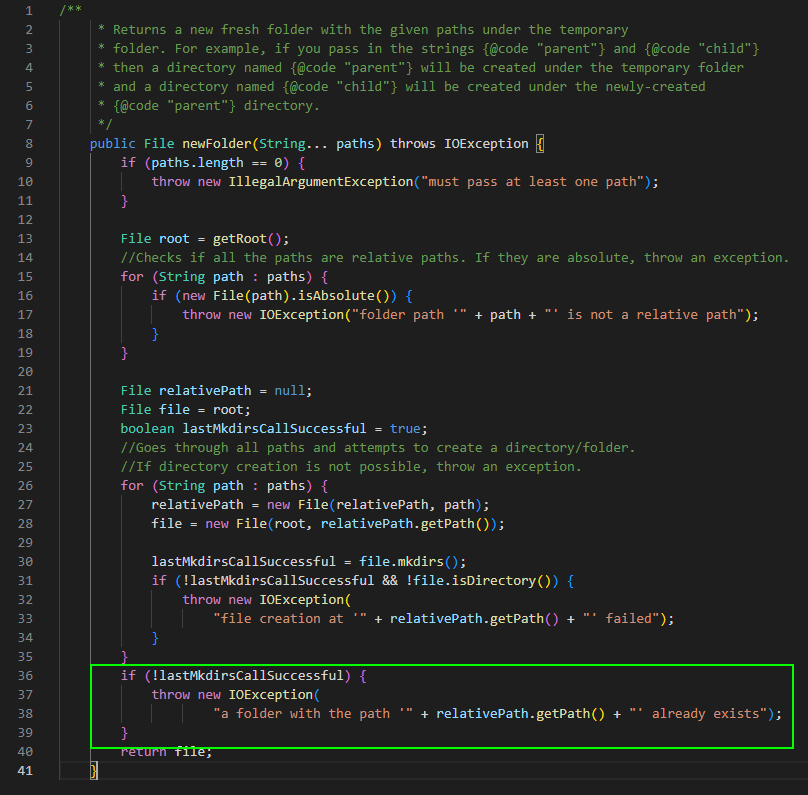 1 /**
2 * Returns a new fresh folder with the given paths under the temporary
3 * folder. For example, if you pass in the strings {@code "parent"} and {@code "child"}
4 * then a directory named {@code "parent"} will be created under the temporary folder
5 * and a directory named {@code "child"} will be created under the newly-created
6 * {@code "parent"} directory.
7 */
8 public File newFolder(String... paths) throws IOException {
9 if (paths.length == 0) {
10 throw new IllegalArgumentException("must pass at least one path");
11 }
12
13 File root = getRoot();
14 //Checks if all the paths are relative paths. If they are absolute, throw an exception.
15 for (String path : paths) {
16 if (new File(path).isAbsolute()) {
17 throw new IOException("folder path '" + path + "' is not a relative path");
18 }
19 }
20
21 File relativePath = null;
22 File file = root;
23 boolean lastMkdirsCallSuccessful = true;
24 //Goes through all paths and attempts to create a directory/folder.
25 //If directory creation is not possible, throw an exception.
26 for (String path : paths) {
27 relativePath = new File(relativePath, path);
28 file = new File(root, relativePath.getPath());
29
30 lastMkdirsCallSuccessful = file.mkdirs();
31 if (!lastMkdirsCallSuccessful && !file.isDirectory()) {
32 throw new IOException(
33 "file creation at '" + relativePath.getPath() + "' failed");
34 }
35 }
36 if (!lastMkdirsCallSuccessful) {
37 throw new IOException(
38 "a folder with the path '" + relativePath.getPath() + "' already exists");
39 }
40 return file;
41 }